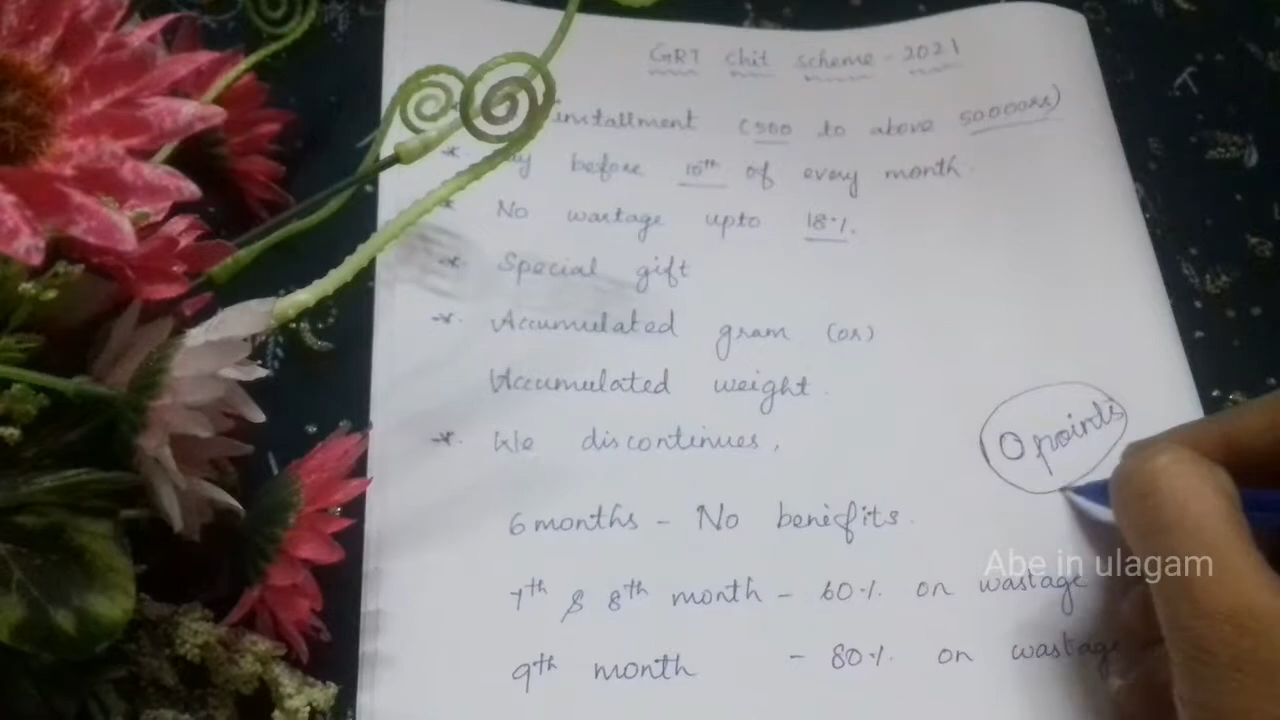 GRT Chit Scheme - 2021
installment (500 to above 50000rs)
* before 10th of every month.
* No wastage upto 18%.
* Special gift
* Accumulated gram (or)
Accumulated weight.
* We discontinues,
0 points
6 months - No benifits.
Abe in ulagam
7th & 8th month - 60% on wastage
9th month - 80% on wastage